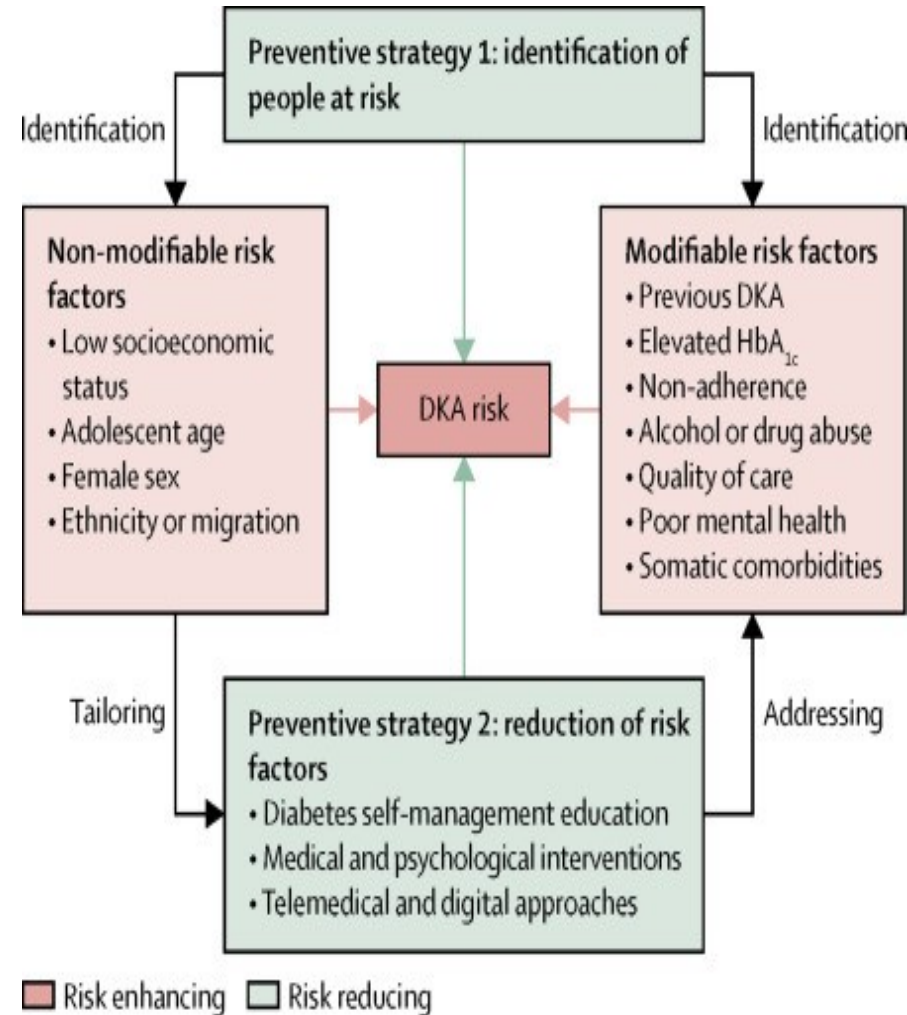 Preventive strategy 1: identification of
people at risk
Identification
Identification
Non-modifiable risk
factors
• Low socioeconomic
status
• Adolescent age
• Female sex
• Ethnicity or migration
DKA risk
Modifiable risk factors
• Previous DKA
• Elevated HbA1c
• Non-adherence
• Alcohol or drug abuse
• Quality of care
• Poor mental health
• Somatic comorbidities
Tailoring
Addressing
Preventive strategy 2: reduction of risk
factors
• Diabetes self-management education
• Medical and psychological interventions
• Telemedical and digital approaches
Risk enhancing
Risk reducing